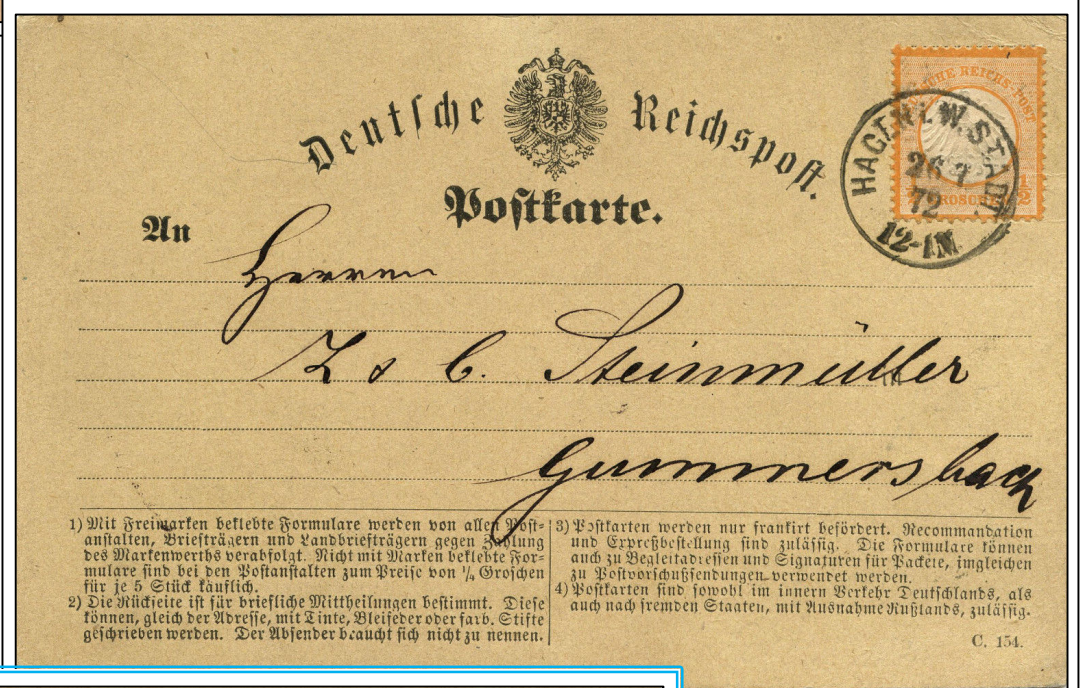 Deutsche Reichspost.
Postkarte.
DEUTSCHE REICHS-POST
½ GROSCHEN ½
HAGEN I. W. STADT
26 7
72
12-1N
An
Herren
L & C. Steinmüller
in
Gummersbach
1) Mit Freimarken beklebte Formulare werden von allen Post-
anstalten, Briefträgern und Landbriefträgern gegen Zahlung
des Markenwerths verabfolgt. Nicht mit Marken beklebte For-
mulare sind bei den Postanstalten zum Preise von ¼ Groschen
für je 5 Stück käuflich.
2) Die Rückseite ist für briefliche Mittheilungen bestimmt. Diese
können, gleich der Adresse, mit Tinte, Bleifeder oder farb. Stifte
geschrieben werden. Der Absender braucht sich nicht zu nennen.
3) Postkarten werden nur frankirt befördert. Recommandation
und Expreßbestellung sind zulässig. Die Formulare können
auch zu Begleitadressen und Signaturen für Packete, imgleichen
zu Postvorschußsendungen verwendet werden.
4) Postkarten sind sowohl im innern Verkehr Deutschlands, als
auch nach fremden Staaten, mit Ausnahme Rußlands, zulässig.
C. 154.